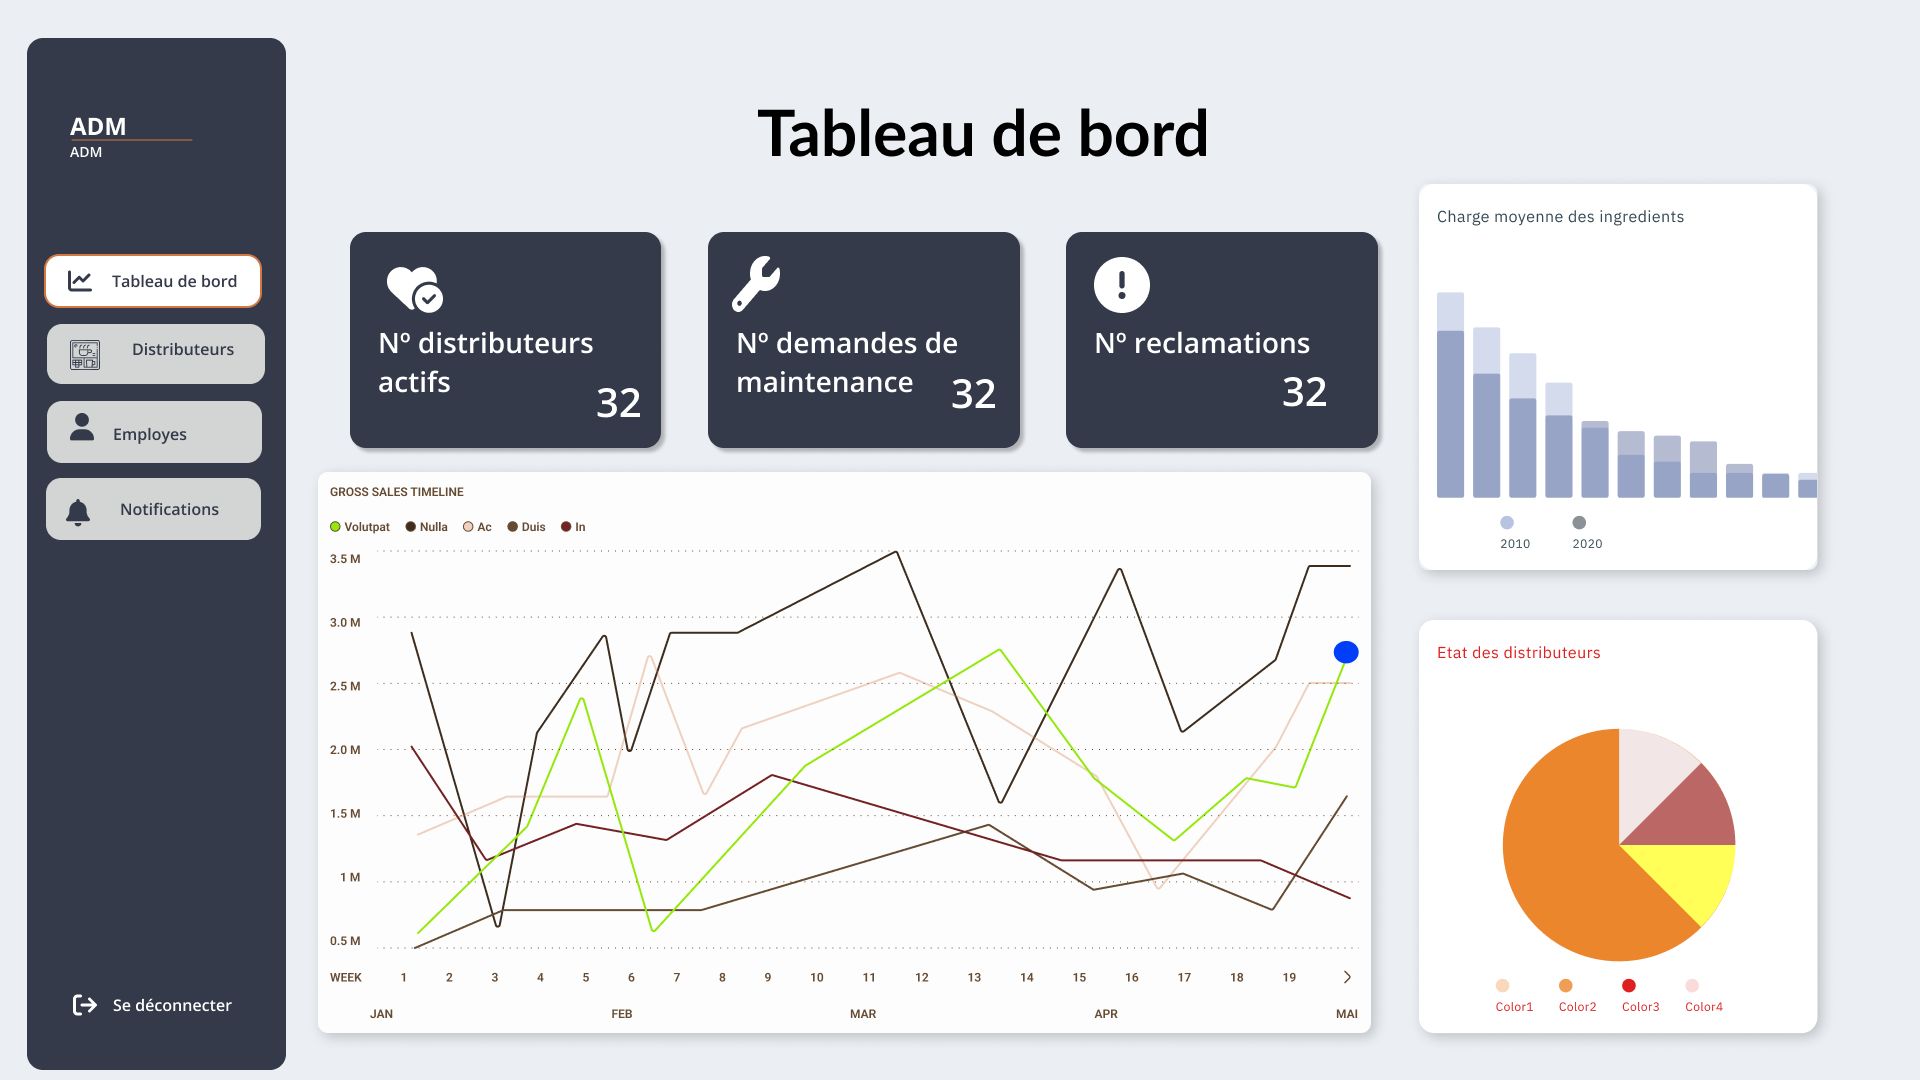 ADM
ADM
Tableau de bord
Distributeurs
Employes
Notifications
Se déconnecter
Tableau de bord
Nº distributeurs
actifs
32
Nº demandes de
maintenance
32
Nº reclamations
32
GROSS SALES TIMELINE
Volutpat Nulla Ac Duis In
3.5 M
3.0 M
2.5 M
2.0 M
1.5 M
1 M
0.5 M
WEEK 1 2 3 4 5 6 7 8 9 10 11 12 13 14 15 16 17 18 19
JAN FEB MAR APR MAI
Charge moyenne des ingredients
2010 2020
Etat des distributeurs
Color1 Color2 Color3 Color4